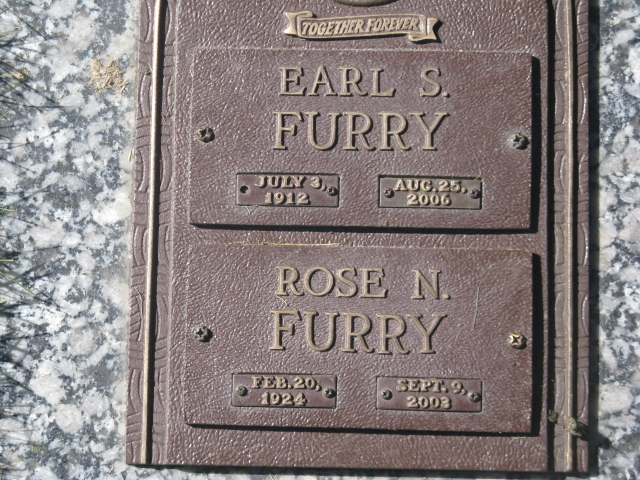 TOGETHER FOREVER
EARL S.
FURRY
JULY 3,
1912
AUG. 25,
2006
ROSE N.
FURRY
FEB. 20,
1924
SEPT. 9,
2003